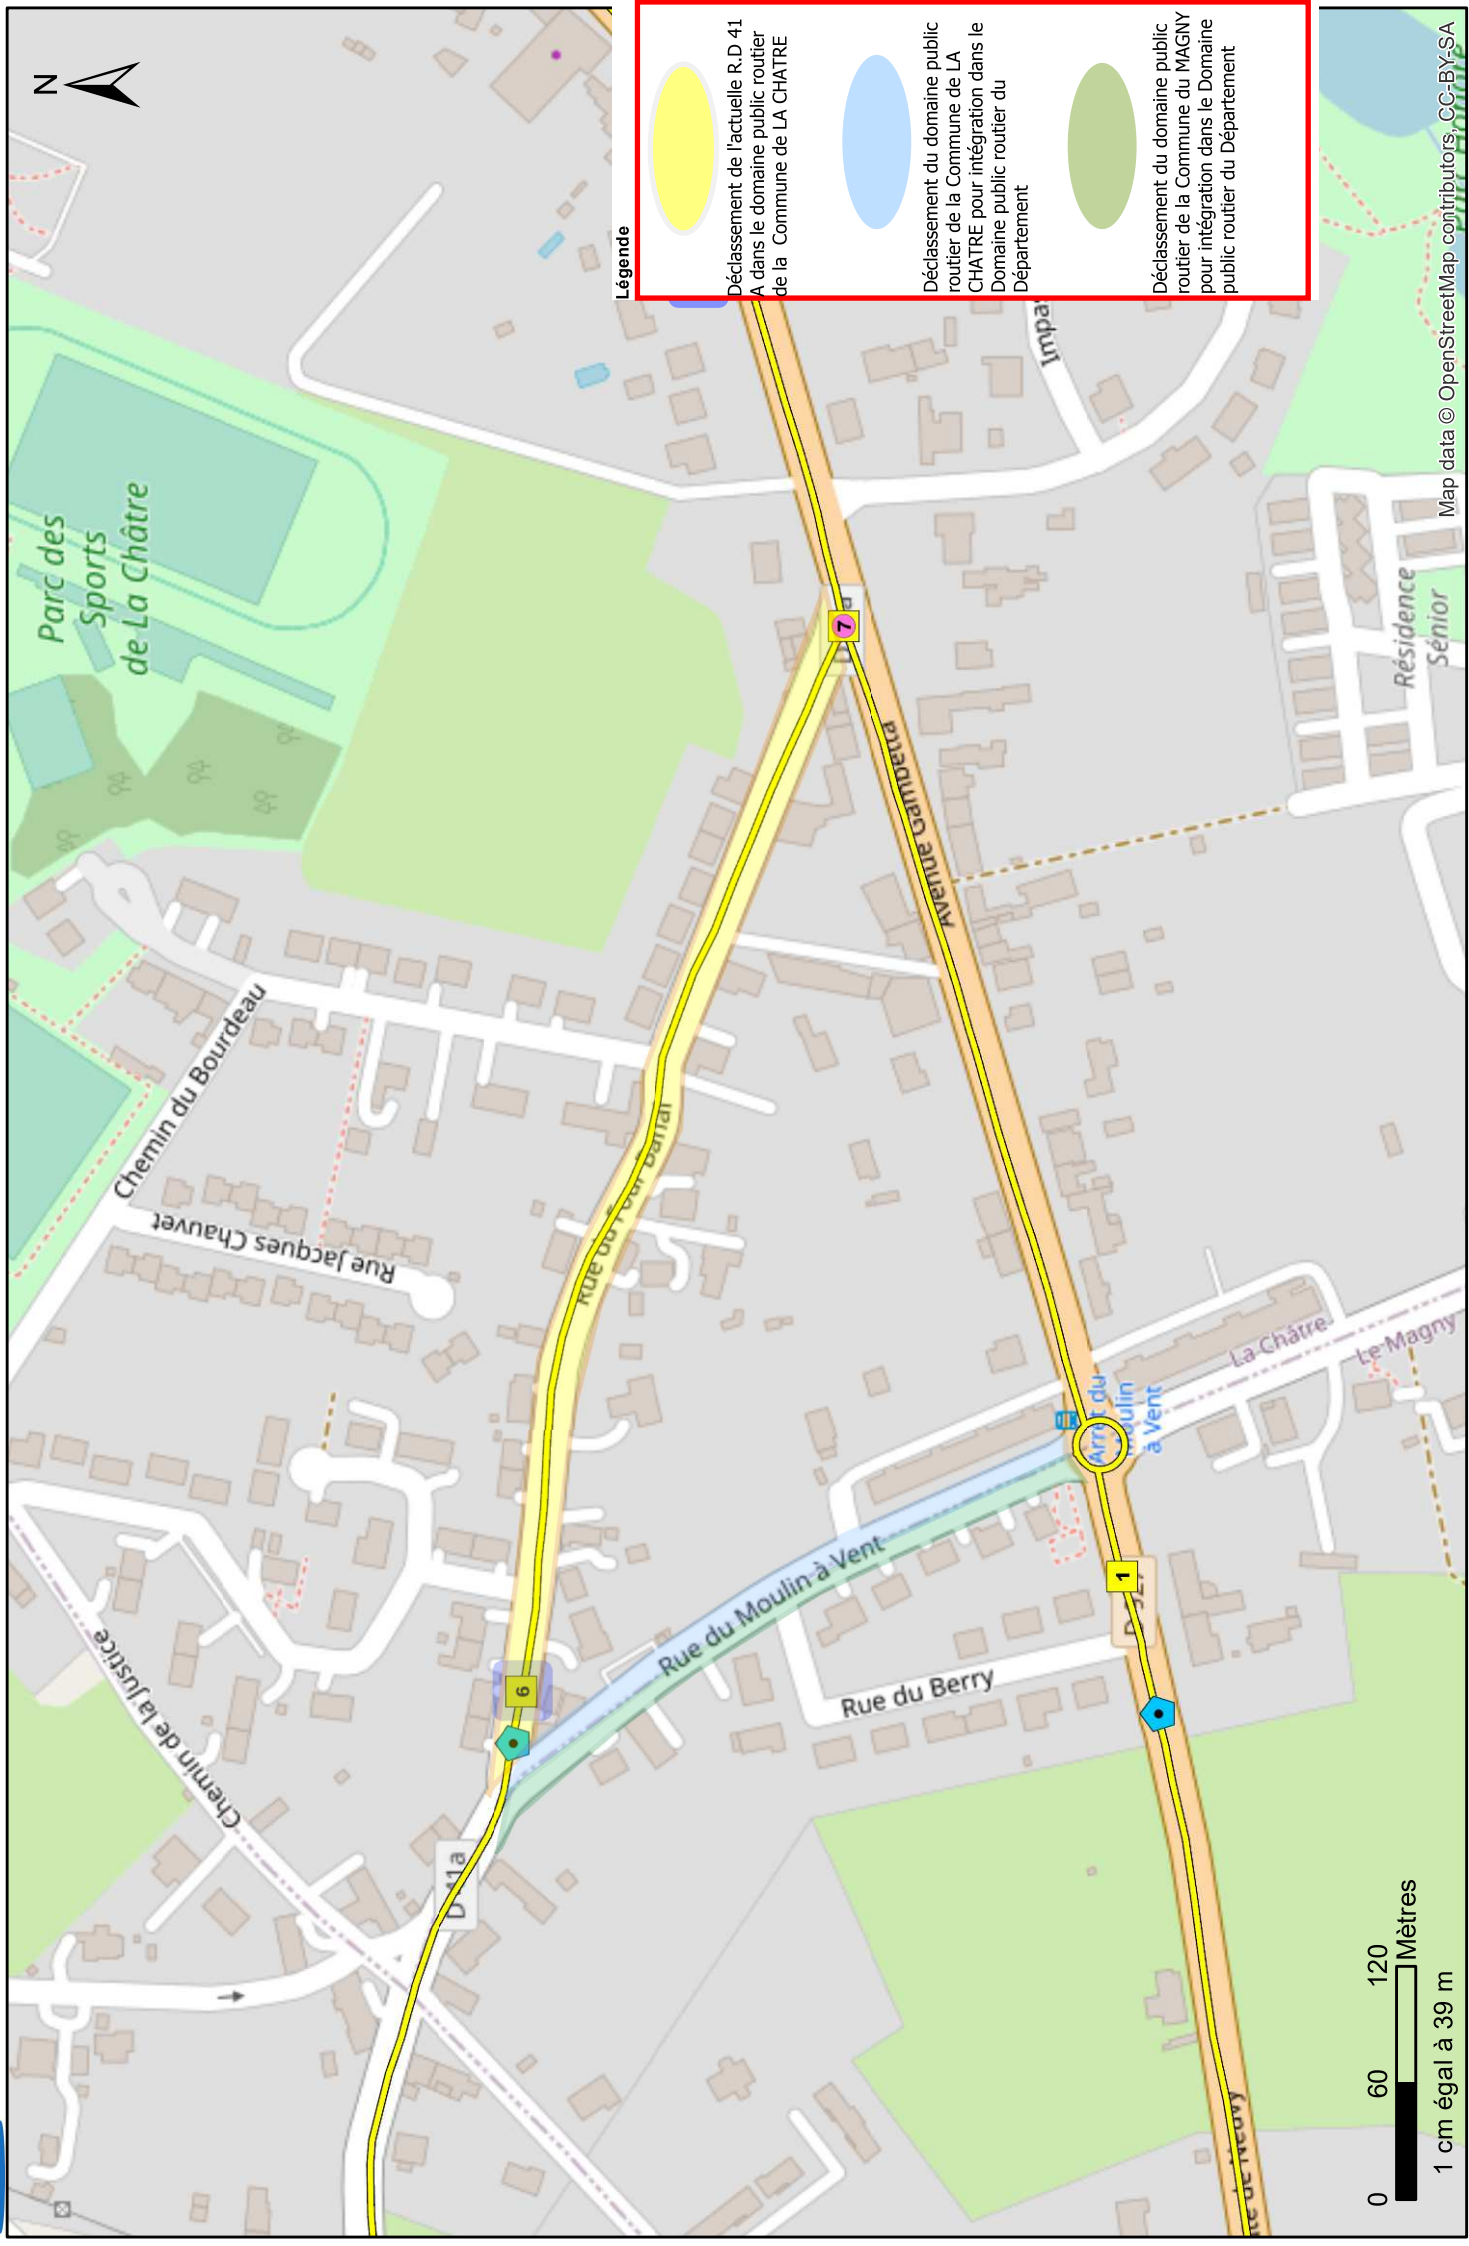 N
Légende
Déclassement de l'actuelle R.D 41
A dans le domaine public routier
de la Commune de LA CHATRE
Déclassement du domaine public
routier de la Commune de LA
CHATRE pour intégration dans le
Domaine public routier du
Département
Déclassement du domaine public
routier de la Commune du MAGNY
pour intégration dans le Domaine
public routier du Département
Parc des
Sports
de La Châtre
Chemin du Bourdeau
Rue Jacques Chauvet
Chemin de la Justice
Rue du Four Banal
Avenue Gambetta
7
6
1
D 41a
Rue du Moulin à Vent
Rue du Berry
Arrêt du
Moulin
à Vent
La Châtre
Le Magny
Résidence
Sénior
Impa
0 60 120
Mètres
1 cm égal à 39 m
Map data © OpenStreetMap contributors, CC-BY-SA